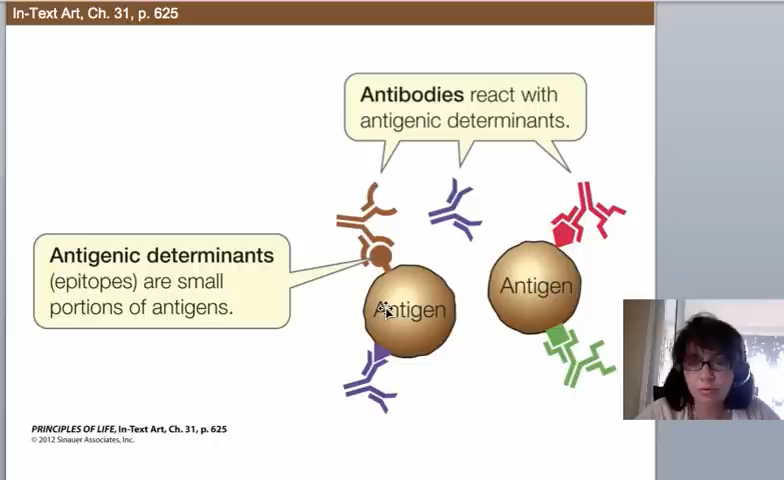 In-Text Art, Ch. 31, p. 625
Antibodies react with
antigenic determinants.
Antigenic determinants
(epitopes) are small
portions of antigens.
Antigen
Antigen
PRINCIPLES OF LIFE, In-Text Art, Ch. 31, p. 625
© 2012 Sinauer Associates, Inc.